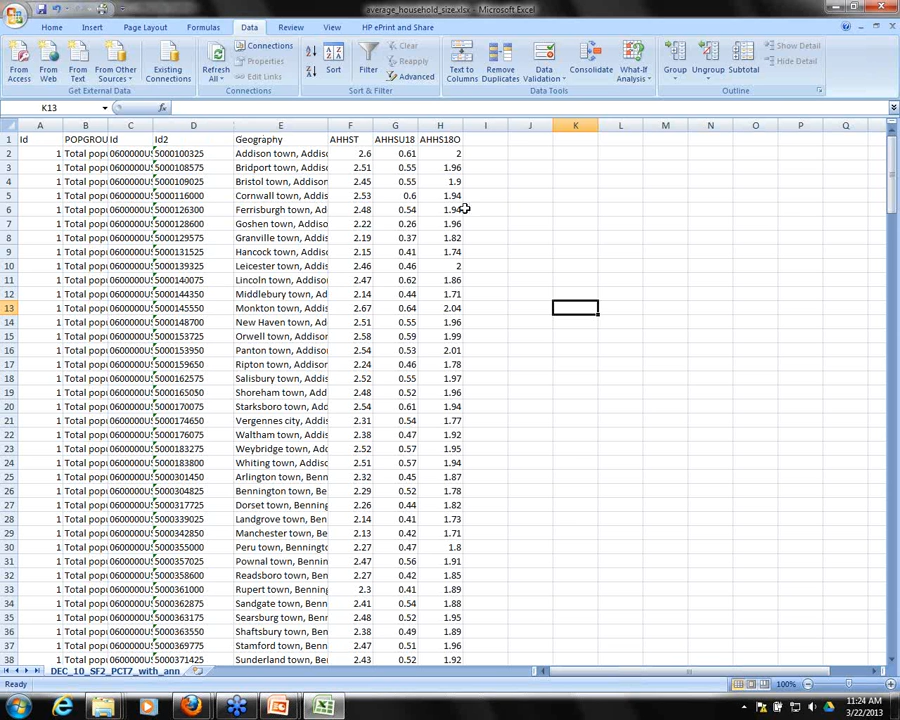 average_household_size.xlsx - Microsoft Excel
Home Insert Page Layout Formulas Data Review View HP ePrint and Share
From Access From Web From Text From Other Sources Existing Connections Refresh All Connections Properties Edit Links Sort Filter Clear Reapply Advanced Text to Columns Remove Duplicates Data Validation Consolidate What-If Analysis Group Ungroup Subtotal Show Detail Hide Detail
Get External Data Connections Sort & Filter Data Tools Outline
K13
A B C D E F G H I J K L M N O P Q
1 Id POPGROU Id Id2 Geography AHHST AHHSU18 AHHS18O
2 1 Total popu 0600000US 5000100325 Addison town, Addiso 2.6 0.61 2
3 1 Total popu 0600000US 5000108575 Bridport town, Addiso 2.51 0.55 1.96
4 1 Total popu 0600000US 5000109025 Bristol town, Addison 2.45 0.55 1.9
5 1 Total popu 0600000US 5000116000 Cornwall town, Addis 2.53 0.6 1.94
6 1 Total popu 0600000US 5000126300 Ferrisburgh town, Ad 2.48 0.54 1.94
7 1 Total popu 0600000US 5000128600 Goshen town, Addiso 2.22 0.26 1.96
8 1 Total popu 0600000US 5000129575 Granville town, Addis 2.19 0.37 1.82
9 1 Total popu 0600000US 5000131525 Hancock town, Addiso 2.15 0.41 1.74
10 1 Total popu 0600000US 5000139325 Leicester town, Addis 2.46 0.46 2
11 1 Total popu 0600000US 5000140075 Lincoln town, Addison 2.47 0.62 1.86
12 1 Total popu 0600000US 5000144350 Middlebury town, Add 2.14 0.44 1.71
13 1 Total popu 0600000US 5000145550 Monkton town, Addiso 2.67 0.64 2.04
14 1 Total popu 0600000US 5000148700 New Haven town, Add 2.51 0.55 1.96
15 1 Total popu 0600000US 5000153725 Orwell town, Addison 2.58 0.59 1.99
16 1 Total popu 0600000US 5000153950 Panton town, Addison 2.54 0.53 2.01
17 1 Total popu 0600000US 5000159650 Ripton town, Addison 2.24 0.46 1.78
18 1 Total popu 0600000US 5000162575 Salisbury town, Addis 2.52 0.55 1.97
19 1 Total popu 0600000US 5000165050 Shoreham town, Add 2.48 0.52 1.96
20 1 Total popu 0600000US 5000170075 Starksboro town, Add 2.54 0.61 1.94
21 1 Total popu 0600000US 5000174650 Vergennes city, Addis 2.31 0.54 1.77
22 1 Total popu 0600000US 5000176075 Waltham town, Addis 2.38 0.47 1.92
23 1 Total popu 0600000US 5000183275 Weybridge town, Add 2.52 0.57 1.95
24 1 Total popu 0600000US 5000183800 Whiting town, Addiso 2.51 0.57 1.94
25 1 Total popu 0600000US 5000301450 Arlington town, Benn 2.32 0.45 1.87
26 1 Total popu 0600000US 5000304825 Bennington town, Be 2.29 0.52 1.78
27 1 Total popu 0600000US 5000317725 Dorset town, Benning 2.26 0.44 1.82
28 1 Total popu 0600000US 5000339025 Landgrove town, Ben 2.14 0.41 1.73
29 1 Total popu 0600000US 5000342850 Manchester town, Be 2.13 0.42 1.71
30 1 Total popu 0600000US 5000355000 Peru town, Benningto 2.27 0.47 1.8
31 1 Total popu 0600000US 5000357025 Pownal town, Bennin 2.47 0.56 1.91
32 1 Total popu 0600000US 5000358600 Readsboro town, Ben 2.27 0.42 1.85
33 1 Total popu 0600000US 5000361000 Rupert town, Bennin 2.3 0.41 1.89
34 1 Total popu 0600000US 5000362875 Sandgate town, Benn 2.41 0.54 1.88
35 1 Total popu 0600000US 5000363175 Searsburg town, Benn 2.48 0.52 1.95
36 1 Total popu 0600000US 5000363550 Shaftsbury town, Ben 2.38 0.49 1.89
37 1 Total popu 0600000US 5000369775 Stamford town, Benn 2.47 0.51 1.96
38 1 Total popu 0600000US 5000371425 Sunderland town, Be 2.43 0.52 1.92
DEC_10_SF2_PCT7_with_ann
Ready 100%
11:24 AM
3/22/2013